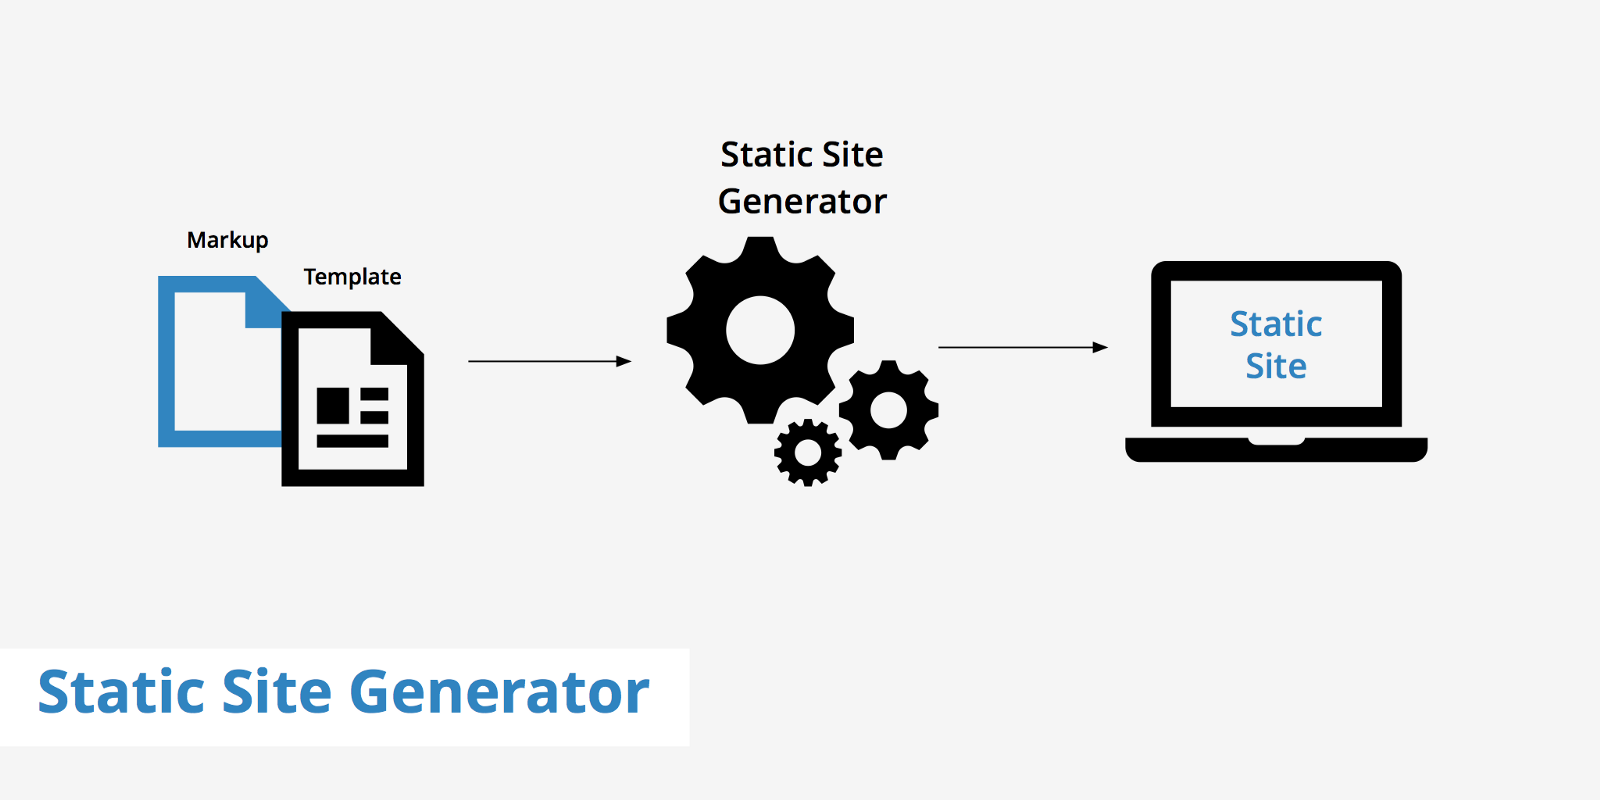 Static Site
Generator
Markup
Template
Static
Site
Static Site Generator